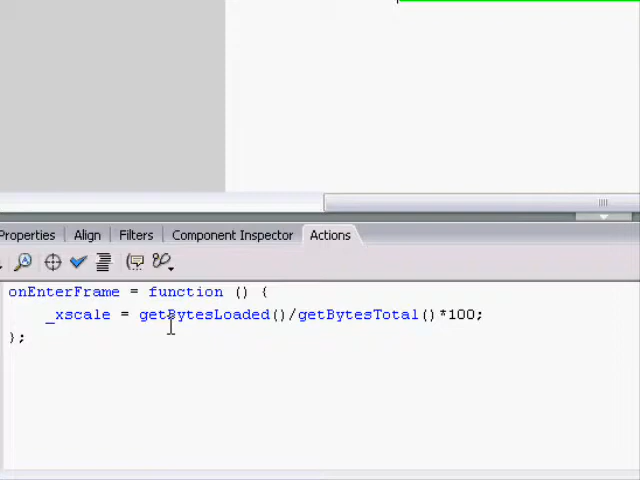 Properties Align Filters Component Inspector Actions
onEnterFrame = function () {
_xscale = getBytesLoaded()/getBytesTotal()*100;
};